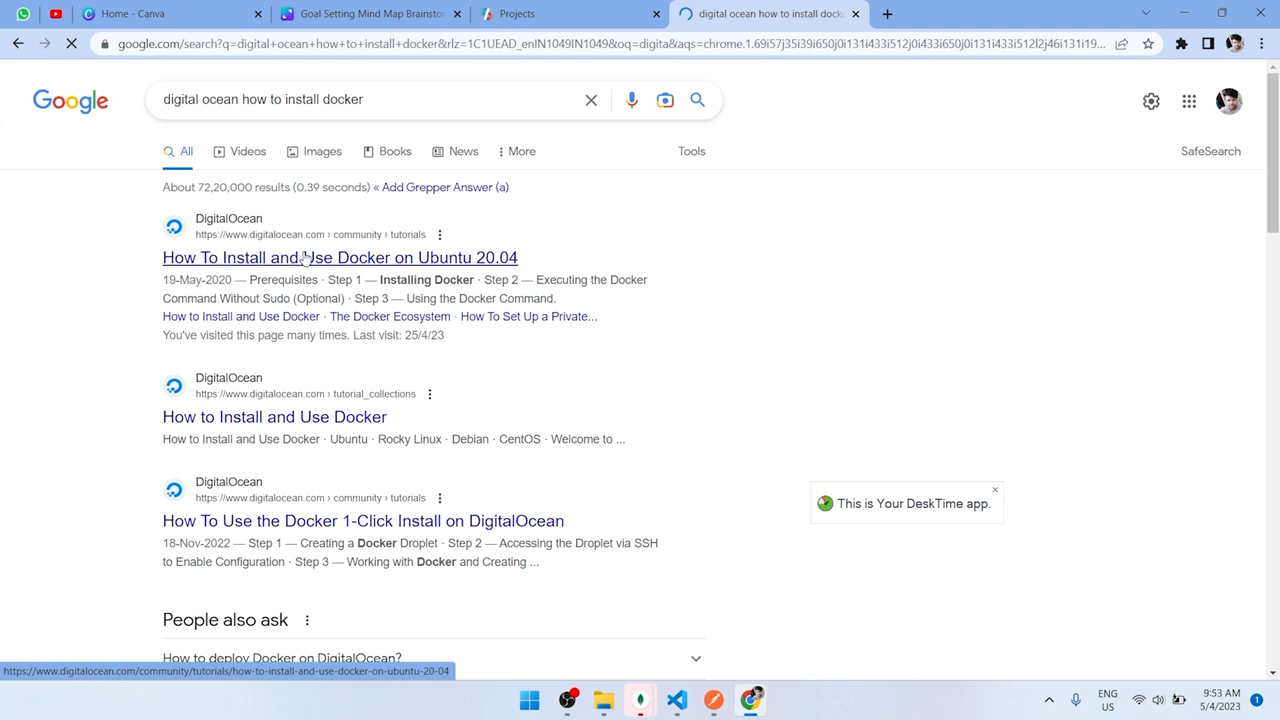 Home - Canva
Goal Setting Mind Map Brainstor
Projects
digital ocean how to install dock
google.com/search?q=digital+ocean+how+to+install+docker&rlz=1C1UEAD_enIN1049IN1049&oq=digita&aqs=chrome.1.69i57j35i39i650j0i131i433i512j0i433i650j0i131i433i512l2j46i131i19...
Google
digital ocean how to install docker
All
Videos
Images
Books
News
More
Tools
SafeSearch
About 72,20,000 results (0.39 seconds) « Add Grepper Answer (a)
DigitalOcean
https://www.digitalocean.com › community › tutorials
How To Install and Use Docker on Ubuntu 20.04
19-May-2020 — Prerequisites · Step 1 — Installing Docker · Step 2 — Executing the Docker
Command Without Sudo (Optional) · Step 3 — Using the Docker Command.
How to Install and Use Docker · The Docker Ecosystem · How To Set Up a Private...
You've visited this page many times. Last visit: 25/4/23
DigitalOcean
https://www.digitalocean.com › tutorial_collections
How to Install and Use Docker
How to Install and Use Docker · Ubuntu · Rocky Linux · Debian · CentOS · Welcome to ...
This is Your DeskTime app.
DigitalOcean
https://www.digitalocean.com › community › tutorials
How To Use the Docker 1-Click Install on DigitalOcean
18-Nov-2022 — Step 1 — Creating a Docker Droplet · Step 2 — Accessing the Droplet via SSH
to Enable Configuration · Step 3 — Working with Docker and Creating ...
People also ask
How to deploy Docker on DigitalOcean?
https://www.digitalocean.com/community/tutorials/how-to-install-and-use-docker-on-ubuntu-20-04
ENG
US
9:53 AM
5/4/2023
1